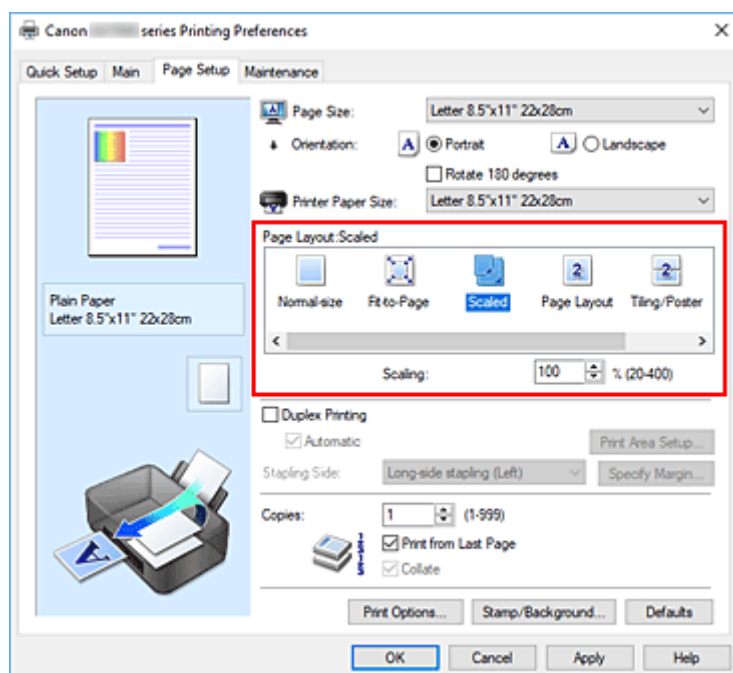 Canon series Printing Preferences
Quick Setup Main Page Setup Maintenance
Page Size: Letter 8.5"x11" 22x28cm
Orientation: A Portrait A Landscape
Rotate 180 degrees
Printer Paper Size: Letter 8.5"x11" 22x28cm
Page Layout:Scaled
Normal-size Fit-to-Page Scaled Page Layout Tiling/Poster
Scaling: 100 % (20-400)
Plain Paper
Letter 8.5"x11" 22x28cm
Duplex Printing
Automatic Print Area Setup...
Stapling Side: Long-side stapling (Left) Specify Margin...
Copies: 1 (1-999)
Print from Last Page
Collate
Print Options... Stamp/Background... Defaults
OK Cancel Apply Help